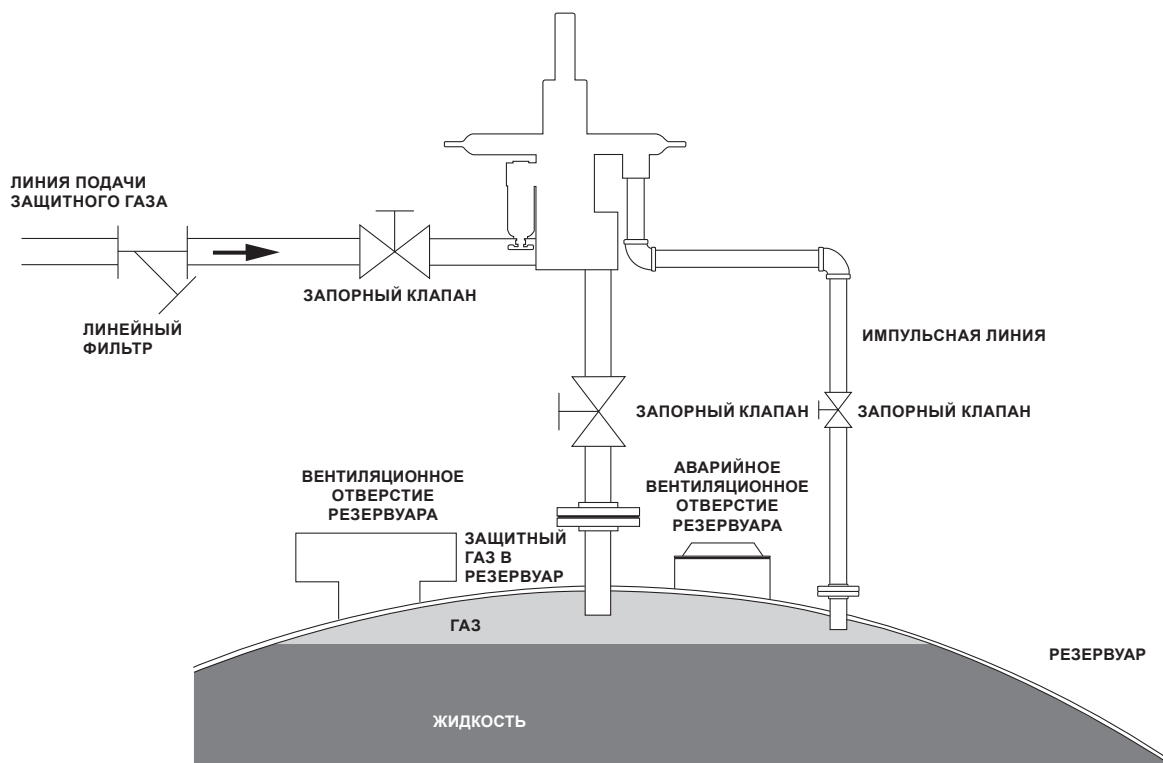 ЛИНИЯ ПОДАЧИ
ЗАЩИТНОГО ГАЗА
ЗАПОРНЫЙ КЛАПАН
ЛИНЕЙНЫЙ
ФИЛЬТР
ИМПУЛЬСНАЯ ЛИНИЯ
ЗАПОРНЫЙ КЛАПАН
ЗАПОРНЫЙ КЛАПАН
ВЕНТИЛЯЦИОННОЕ
ОТВЕРСТИЕ
РЕЗЕРВУАРА
АВАРИЙНОЕ
ВЕНТИЛЯЦИОННОЕ
ОТВЕРСТИЕ
РЕЗЕРВУАРА
ЗАЩИТНЫЙ
ГАЗ В
РЕЗЕРВУАР
ГАЗ
РЕЗЕРВУАР
ЖИДКОСТЬ